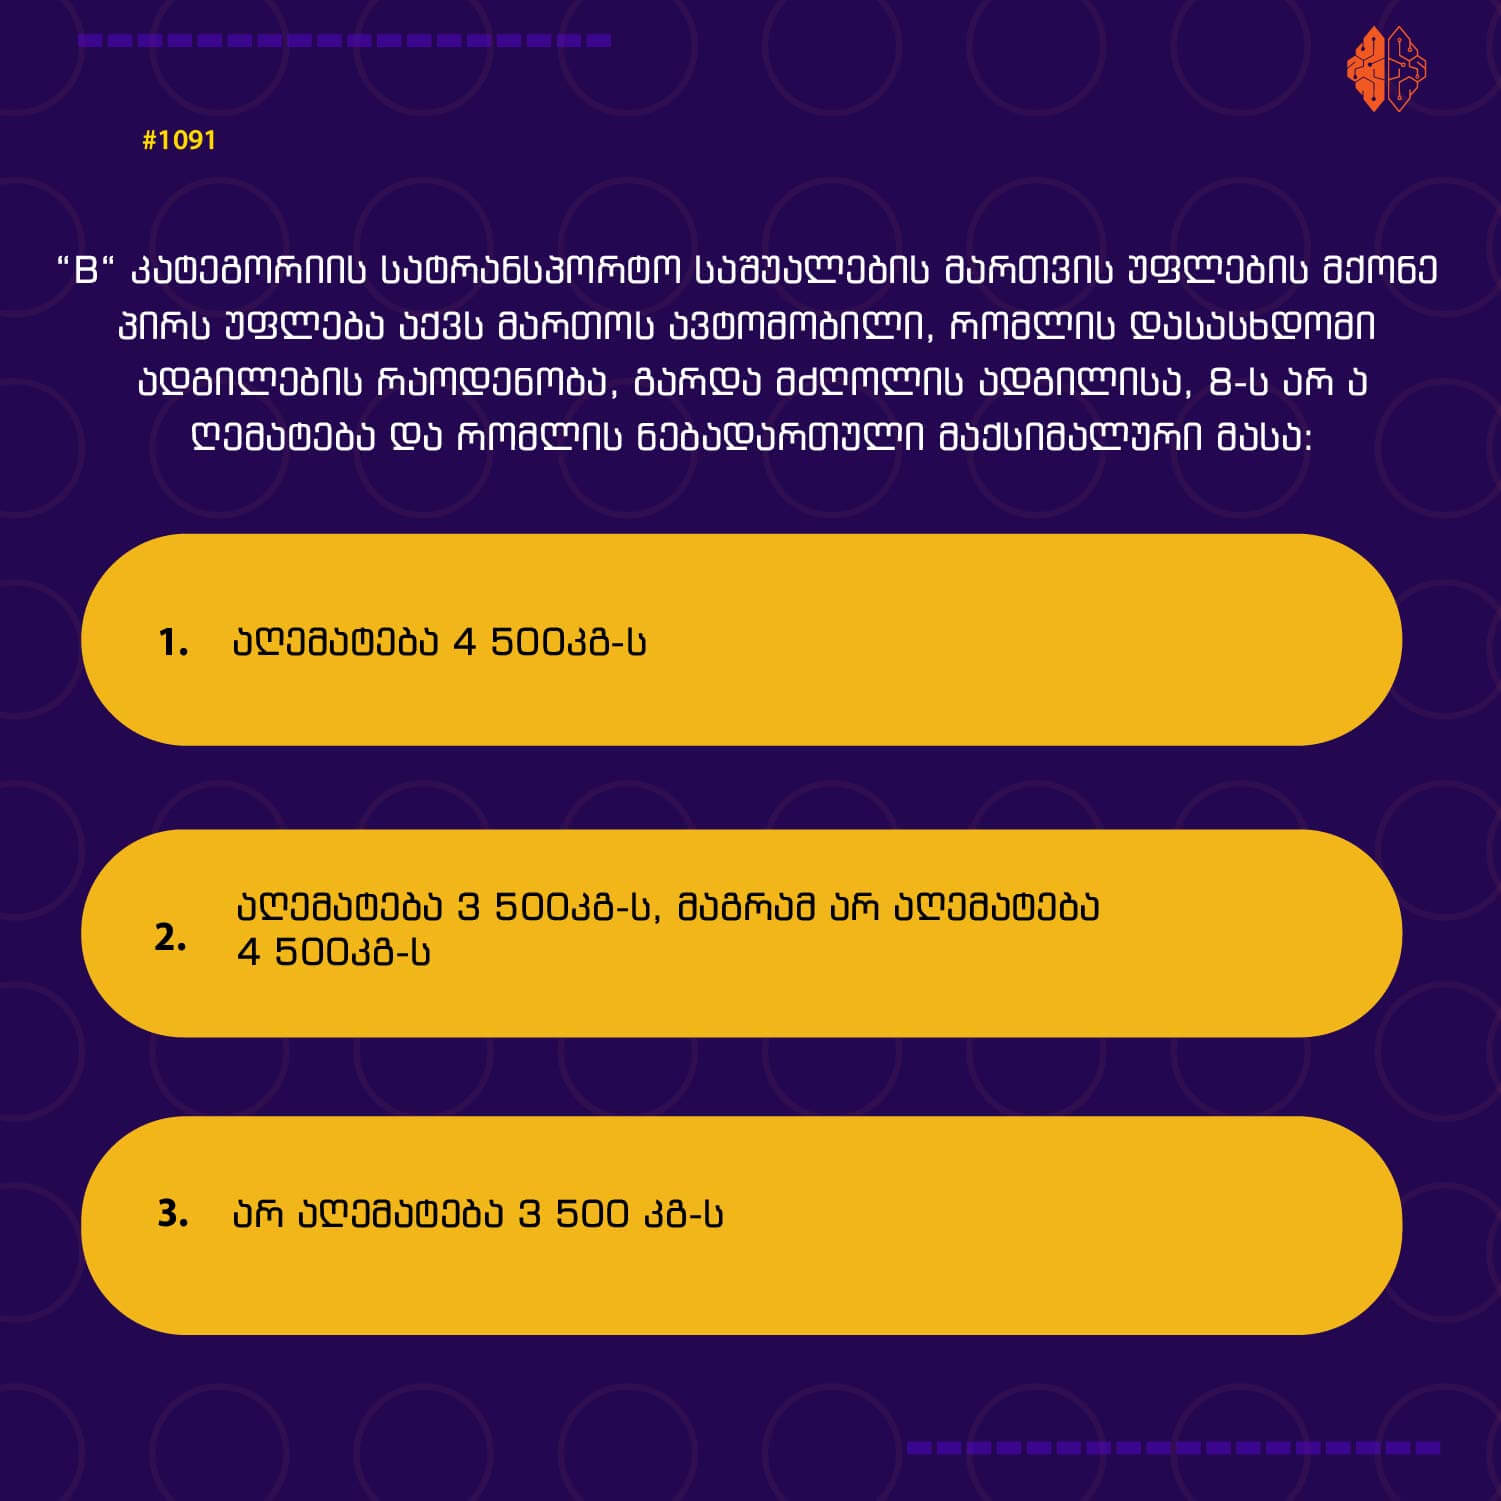 #1091
“B“ კატეგორიის სატრანსპორტო საშუალების მართვის უფლების მქონე
პირს უფლება აქვს მართოს ავტომობილი, რომლის დასასხდომი
ადგილების რაოდენობა, გარდა მძღოლის ადგილისა, 8-ს არ ა
ღემატება და რომლის ნებადართული მაქსიმალური მასა:
1. აღემატება 4 500კგ-ს
2. აღემატება 3 500კგ-ს, მაგრამ არ აღემატება
4 500კგ-ს
3. არ აღემატება 3 500 კგ-ს